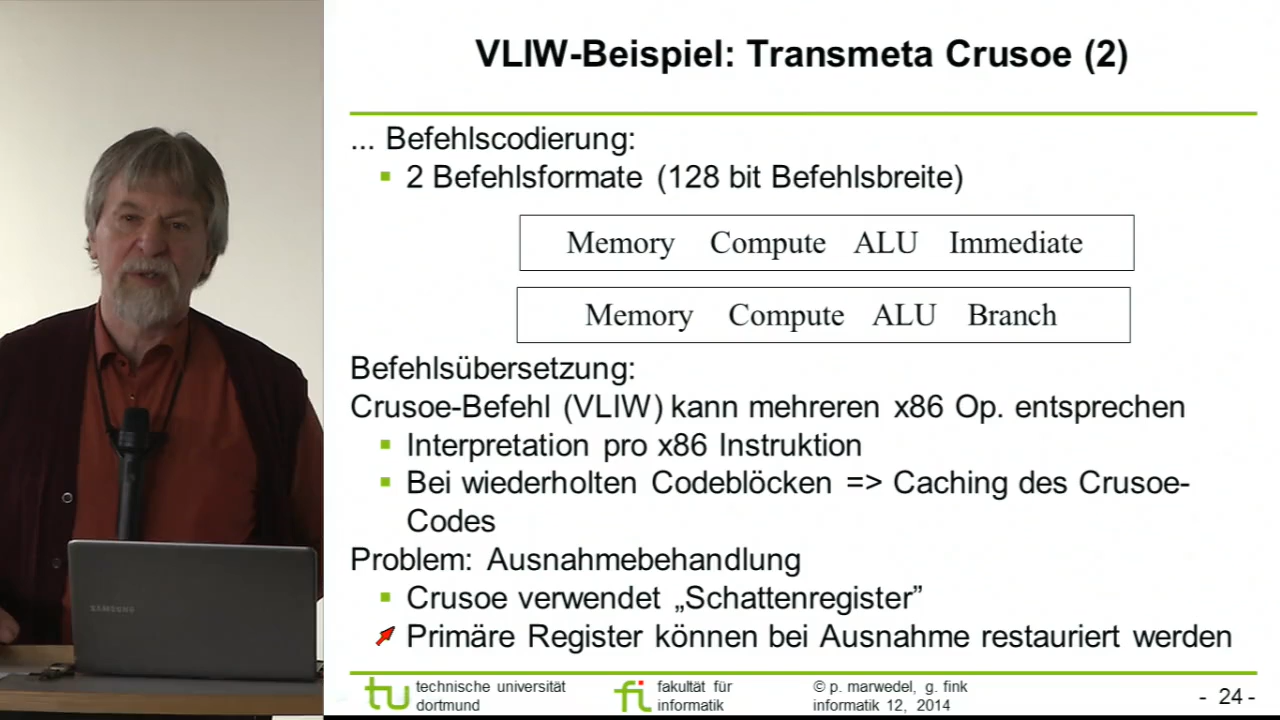 VLIW-Beispiel: Transmeta Crusoe (2)
... Befehlscodierung:
2 Befehlsformate (128 bit Befehlsbreite)
Memory Compute ALU Immediate
Memory Compute ALU Branch
Befehlsübersetzung:
Crusoe-Befehl (VLIW) kann mehreren x86 Op. entsprechen
Interpretation pro x86 Instruktion
Bei wiederholten Codeblöcken => Caching des Crusoe-
Codes
Problem: Ausnahmebehandlung
Crusoe verwendet „Schattenregister”
Primäre Register können bei Ausnahme restauriert werden
SAMSUNG
tu technische universität
dortmund
fi fakultät für
informatik
© p. marwedel, g. fink
informatik 12, 2014
- 24 -